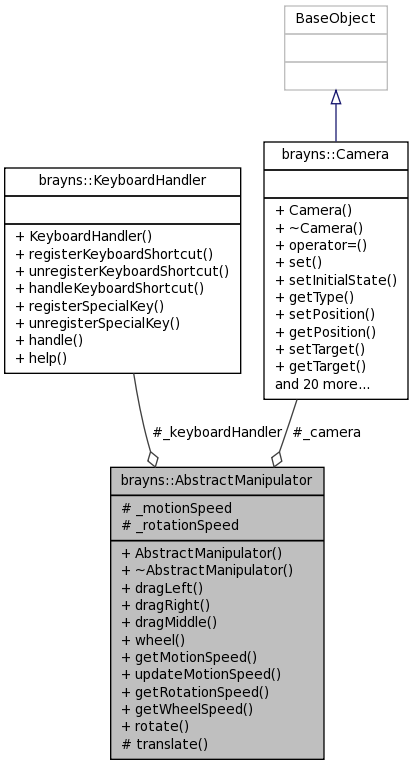 BaseObject
brayns::KeyboardHandler
+ KeyboardHandler()
+ registerKeyboardShortcut()
+ unregisterKeyboardShortcut()
+ handleKeyboardShortcut()
+ registerSpecialKey()
+ unregisterSpecialKey()
+ handle()
+ help()
brayns::Camera
+ Camera()
+ ~Camera()
+ operator=()
+ set()
+ setInitialState()
+ getType()
+ setPosition()
+ getPosition()
+ setTarget()
+ getTarget()
and 20 more...
#_keyboardHandler
#_camera
brayns::AbstractManipulator
# _motionSpeed
# _rotationSpeed
+ AbstractManipulator()
+ ~AbstractManipulator()
+ dragLeft()
+ dragRight()
+ dragMiddle()
+ wheel()
+ getMotionSpeed()
+ updateMotionSpeed()
+ getRotationSpeed()
+ getWheelSpeed()
+ rotate()
# translate()